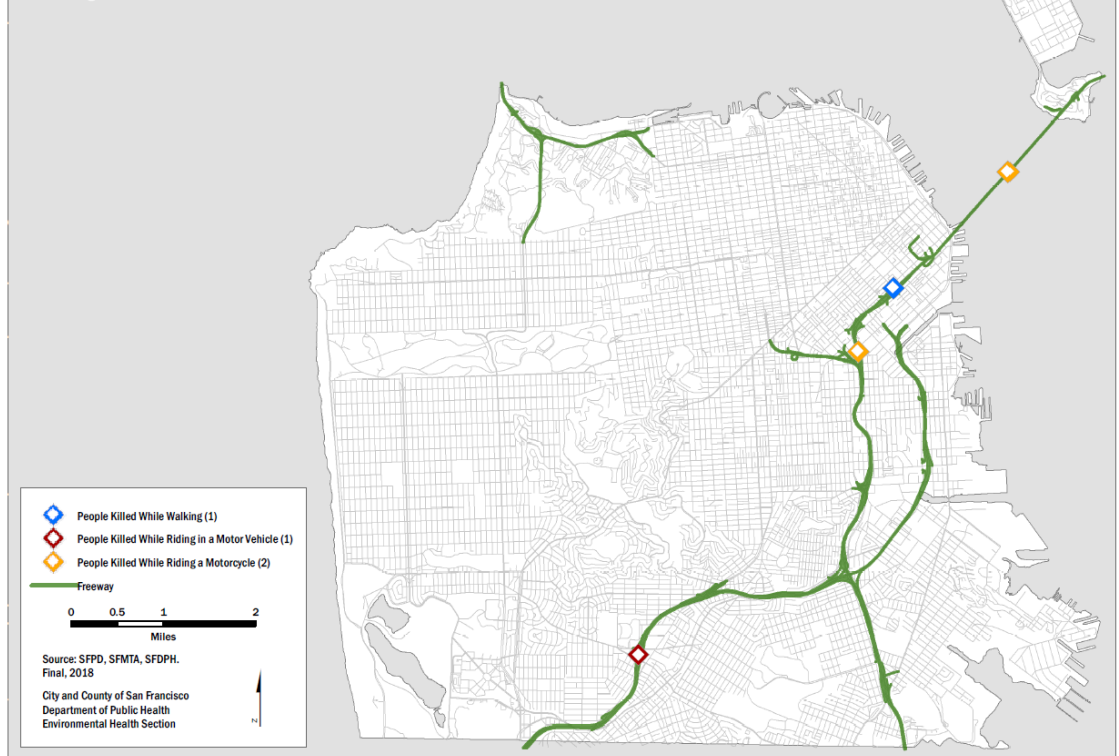 People Killed While Walking (1)
People Killed While Riding in a Motor Vehicle (1)
People Killed While Riding a Motorcycle (2)
Freeway
0 0.5 1 2
Miles
Source: SFPD, SFMTA, SFDPH.
Final, 2018
City and County of San Francisco
Department of Public Health
Environmental Health Section
N